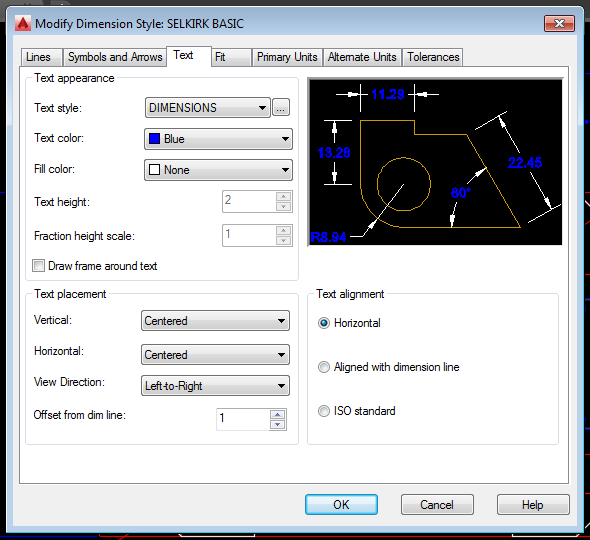 Modify Dimension Style: SELKIRK BASIC
Lines Symbols and Arrows Text Fit Primary Units Alternate Units Tolerances
Text appearance
Text style: DIMENSIONS ...
Text color: Blue
Fill color: None
Text height: 2
Fraction height scale: 1
Draw frame around text
11.28
13.28
22.45
60°
R8.94
Text placement
Vertical: Centered
Horizontal: Centered
View Direction: Left-to-Right
Offset from dim line: 1
Text alignment
Horizontal
Aligned with dimension line
ISO standard
OK Cancel Help